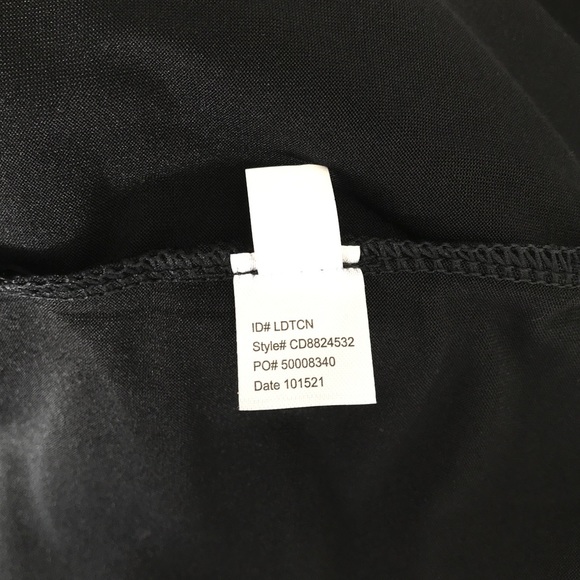 ID# LDTCN
Style# CD8824532
PO# 50008340
Date 101521